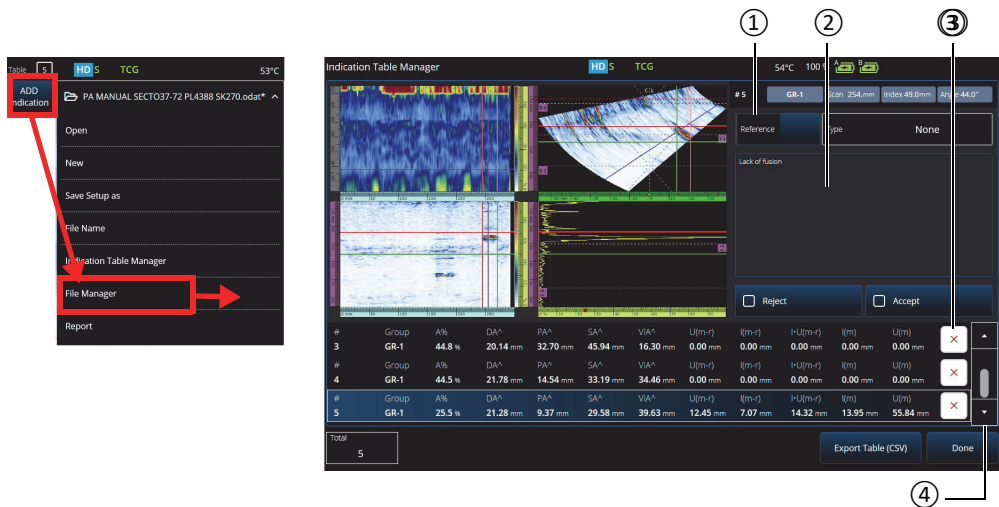 ① ② ③
Table 5 HD S TCG 53°C
ADD
Indication
PA MANUAL SECTO37-72 PL4388 SK270.odat*
Open
New
Save Setup as
File Name
Indication Table Manager
File Manager
Report
Indication Table Manager HD S TCG 54°C 100 A B
# 5 GR-1 Scan 254.mm Index 49.0mm Angle 44.0°
Reference Type None
Lack of fusion
Reject Accept
# Group A% DA^ PA^ SA^ ViA^ U(m-r) I(m-r) I-U(m-r) I(m) U(m)
3 GR-1 44.8 % 20.14 mm 32.70 mm 45.94 mm 16.30 mm 0.00 mm 0.00 mm 0.00 mm 0.00 mm 0.00 mm
# Group A% DA^ PA^ SA^ ViA^ U(m-r) I(m-r) I-U(m-r) I(m) U(m)
4 GR-1 44.5 % 21.78 mm 14.54 mm 33.19 mm 34.46 mm 0.00 mm 0.00 mm 0.00 mm 0.00 mm 0.00 mm
# Group A% DA^ PA^ SA^ ViA^ U(m-r) I(m-r) I-U(m-r) I(m) U(m)
5 GR-1 25.5 % 21.28 mm 9.37 mm 29.58 mm 39.63 mm 12.45 mm 7.07 mm 14.32 mm 13.95 mm 55.84 mm
Total
5
Export Table (CSV) Done
④